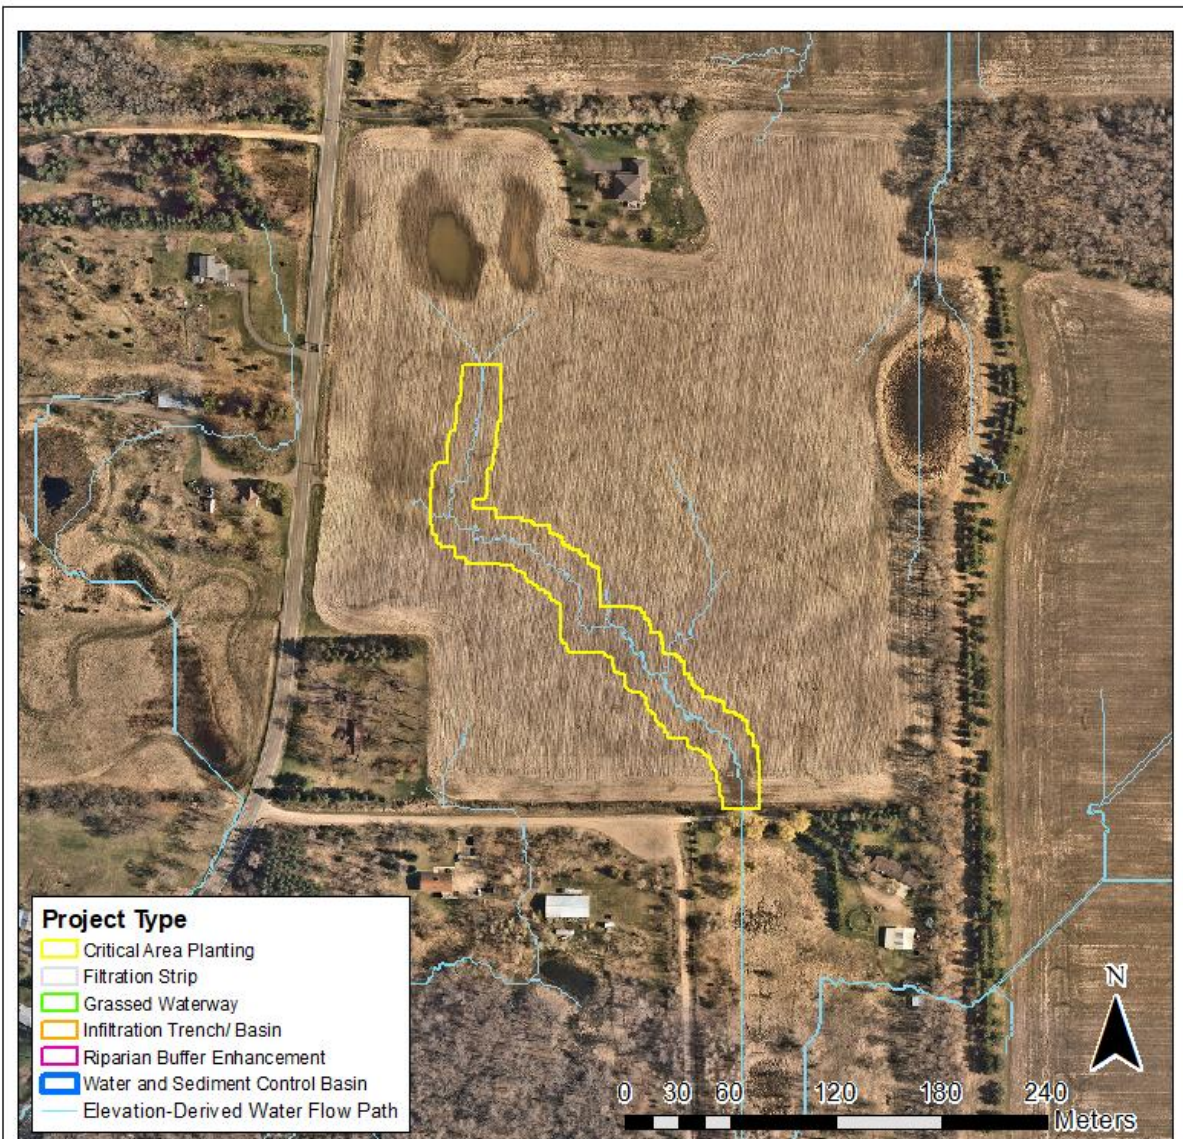 Project Type
Critical Area Planting
Filtration Strip
Grassed Waterway
Infiltration Trench/ Basin
Riparian Buffer Enhancement
Water and Sediment Control Basin
Elevation-Derived Water Flow Path
N
0 30 60 120 180 240
Meters